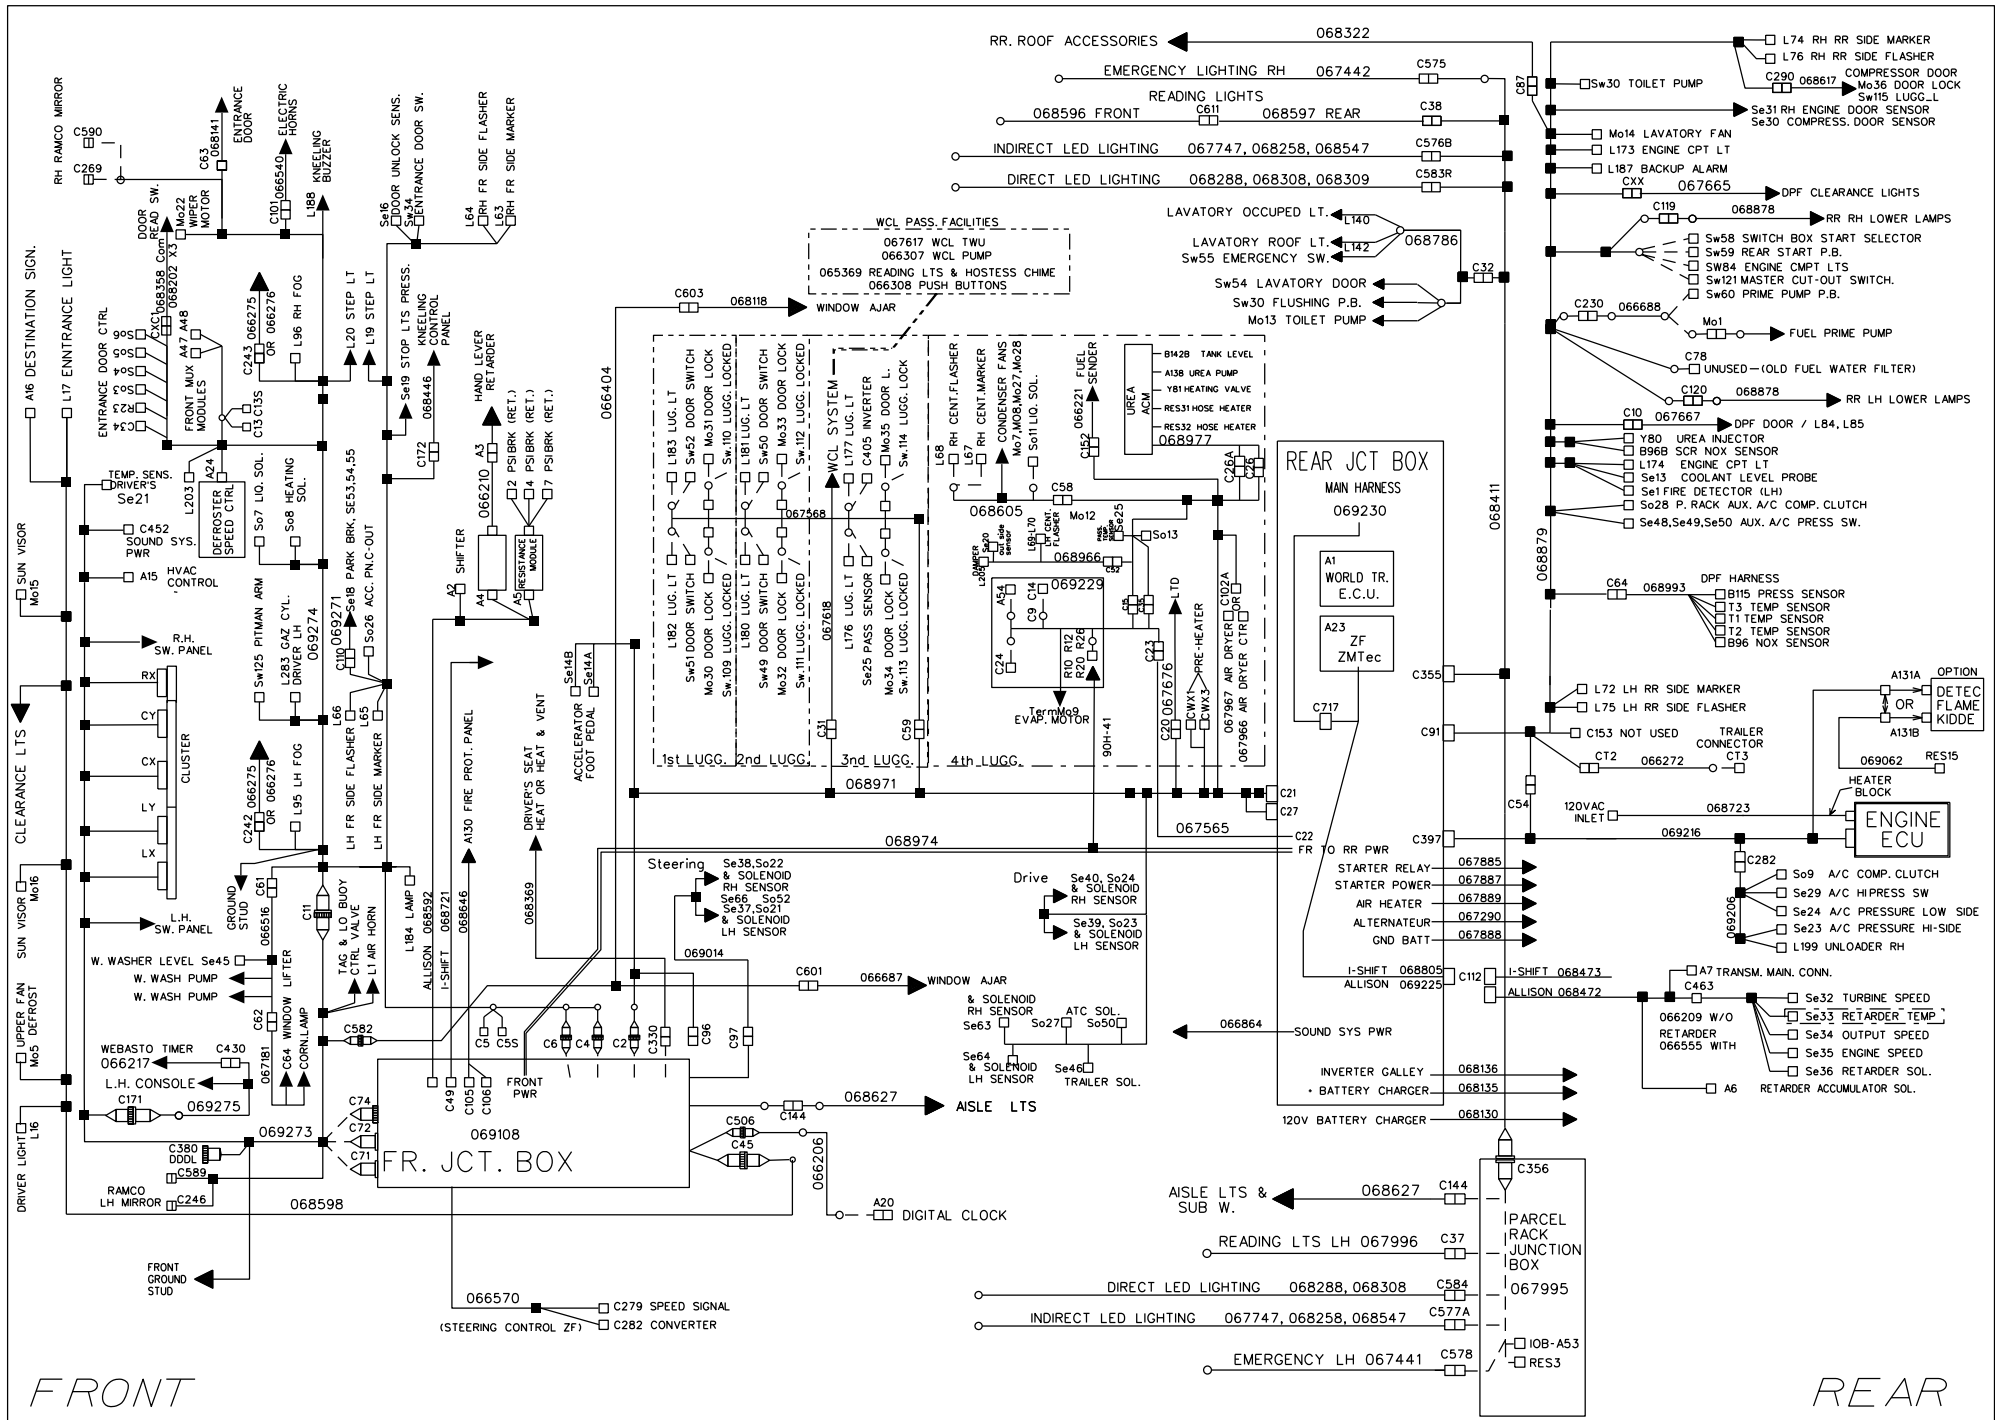 RR. ROOF ACCESSORIES
068322
EMERGENCY LIGHTING RH 067442
C575
READING LIGHTS
068596 FRONT
C611
068597 REAR
C38
INDIRECT LED LIGHTING 067747, 068258, 068547
C576B
DIRECT LED LIGHTING 068288, 068308, 068309
C583R
LAVATORY OCCUPED LT.
L140
LAVATORY ROOF LT.
L142
Sw55 EMERGENCY SW.
068786
Sw54 LAVATORY DOOR
Sw30 FLUSHING P.B.
Mo13 TOILET PUMP
C32
C87
L74 RH RR SIDE MARKER
L76 RH RR SIDE FLASHER
C290 068617
COMPRESSOR DOOR
Mo36 DOOR LOCK
Sw115 LUGG_L
Sw30 TOILET PUMP
Se31 RH ENGINE DOOR SENSOR
Se30 COMPRESS. DOOR SENSOR
Mo14 LAVATORY FAN
L173 ENGINE CPT LT
L187 BACKUP ALARM
CXX
067665
DPF CLEARANCE LIGHTS
C119
068878
RR RH LOWER LAMPS
Sw58 SWITCH BOX START SELECTOR
Sw59 REAR START P.B.
SW84 ENGINE CMPT LTS
Sw121 MASTER CUT-OUT SWITCH.
Sw60 PRIME PUMP P.B.
C230
066688
Mo1
FUEL PRIME PUMP
C78
UNUSED-(OLD FUEL WATER FILTER)
C120
068878
RR LH LOWER LAMPS
C10
067667
DPF DOOR / L84, L85
Y80 UREA INJECTOR
B96B SCR NOX SENSOR
L174 ENGINE CPT LT
Se13 COOLANT LEVEL PROBE
Se1 FIRE DETECTOR (LH)
So28 P. RACK AUX. A/C COMP. CLUTCH
Se48,Se49,Se50 AUX. A/C PRESS SW.
068411
068879
C64
068993
DPF HARNESS
B115 PRESS SENSOR
T3 TEMP SENSOR
T1 TEMP SENSOR
T2 TEMP SENSOR
B96 NOX SENSOR
L72 LH RR SIDE MARKER
L75 LH RR SIDE FLASHER
A131A
OPTION
DETEC
FLAME
KIDDE
OR
A131B
C153 NOT USED
TRAILER
CONNECTOR
CT2
066272
CT3
069062
RES15
HEATER
BLOCK
120VAC
INLET
068723
C54
069216
ENGINE
ECU
C282
069206
So9 A/C COMP. CLUTCH
Se29 A/C HIPRESS SW
Se24 A/C PRESSURE LOW SIDE
Se23 A/C PRESSURE HI-SIDE
L199 UNLOADER RH
STARTER RELAY 067885
STARTER POWER 067887
AIR HEATER 067889
ALTERNATEUR 067290
GND BATT 067888
I-SHIFT 068805
ALLISON 069225
C112
I-SHIFT 068473
ALLISON 068472
A7 TRANSM. MAIN. CONN.
C463
066209 W/O
RETARDER
066555 WITH
Se32 TURBINE SPEED
Se33 RETARDER TEMP
Se34 OUTPUT SPEED
Se35 ENGINE SPEED
Se36 RETARDER SOL.
A6 RETARDER ACCUMULATOR SOL.
INVERTER GALLEY 068136
+ BATTERY CHARGER 068135
120V BATTERY CHARGER 068130
C356
PARCEL
RACK
JUNCTION
BOX
067995
IOB-A53
RES3
AISLE LTS &
SUB W.
068627
C144
READING LTS LH 067996
C37
DIRECT LED LIGHTING 068288, 068308
C584
INDIRECT LED LIGHTING 067747, 068258, 068547
C577A
EMERGENCY LH 067441
C578
REAR JCT BOX
MAIN HARNESS
069230
A1
WORLD TR.
E.C.U.
A23
ZF
ZMTec
C717
C355
C91
C397
C21
C27
C22
FR TO RR PWR
067565
SOUND SYS PWR
066864
WCL PASS. FACILITIES
067617 WCL TWU
066307 WCL PUMP
065369 READING LTS & HOSTESS CHIME
066308 PUSH BUTTONS
C603
068118
WINDOW AJAR
066404
L183 LUG. LT
Sw52 DOOR SWITCH
Mo31 DOOR LOCK
Sw.110 LUGG. LOCKED
L182 LUG. LT
Sw51 DOOR SWITCH
Mo30 DOOR LOCK
Sw.109 LUGG. LOCKED
1st LUGG.
L181 LUG. LT
Sw50 DOOR SWITCH
Mo33 DOOR LOCK
Sw.112 LUGG. LOCKED
L180 LUG. LT
Sw49 DOOR SWITCH
Mo32 DOOR LOCK
Sw.111 LUGG. LOCKED
2nd LUGG.
067568
WCL SYSTEM
L177 LUG. LT
C405 INVERTER
Mo35 DOOR L.
Sw.114 LUGG. LOCK
067618
L176 LUG. LT
Se25 PASS SENSOR
Mo34 DOOR LOCK
Sw.113 LUGG. LOCKED
C31
C59
3rd LUGG.
L68
RH CENT. FLASHER
L67
RH CENT. MARKER
CONDENSER FANS
Mo7, Mo8, Mo27, Mo28
So11 LIQ. SOL.
066221 FUEL
SENDER
C152
UREA
ACM
B142B TANK LEVEL
A138 UREA PUMP
Y81 HEATING VALVE
RES31 HOSE HEATER
RES32 HOSE HEATER
068977
C26A
C26
C58
068605
Mo12
Se20
out side
sensor
DAMPER
L205
L69-L70
LH CENT.
FLASHER
PASS.
TEMP.
SENSOR
Se25
So13
068966
C52
069229
A54
C14
C9
C24
R10 R12
R20 R26
TermMo9
EVAP. MOTOR
C15
C23
90H-41
LTD
C20 067676
CWX1
CWX3
PRE-HEATER
067967 AIR DRYER C102A
OR
067966 AIR DRYER CTR
4th LUGG.
068971
068974
Steering
Se38,So22
& SOLENOID
RH SENSOR
Se66 So52
Se37,So21
& SOLENOID
LH SENSOR
069014
Drive
Se40, So24
& SOLENOID
RH SENSOR
Se39, So23
& SOLENOID
LH SENSOR
C601
066687
WINDOW AJAR
& SOLENOID
RH SENSOR
Se63
ATC SOL.
So27
So50
Se64
& SOLENOID
LH SENSOR
Se46
TRAILER SOL.
C144
068627
AISLE LTS
C506
C45
066206
A20
DIGITAL CLOCK
RH RAMCO MIRROR
C590
C269
C63
068141
ENTRANCE
DOOR
C101
066540
ELECTRIC
HORNS
L188
KNEELING
BUZZER
DOOR
READ SW.
Mo22
WIPER
MOTOR
CXC1
068358 Com
068202 X3
Se16
DOOR UNLOCK SENS.
Sw34
ENTRANCE DOOR SW.
L64
RH FR SIDE FLASHER
L63
RH FR SIDE MARKER
A16 DESTINATION SIGN.
L17 ENNTRANCE LIGHT
ENTRANCE DOOR CTRL
So6
So5
So4
So3
R23
C34
FRONT MUX
MODULES
A47 A48
C13
C13S
C243
066275
OR 066276
L96 RH FOG
L20 STEP LT
L19 STEP LT
Se19 STOP LTS PRESS.
KNEELING
CONTROL
PANEL
068446
C172
HAND LEVER
RETARDER
A3
066210
2 PSIBRK (RET.)
4 PSIBRK (RET.)
7 PSIBRK (RET.)
A2 SHIFTER
A4
A5
RESISTANCE
MODULE
TEMP. SENS.
DRIVER'S
Se21
L203
A24
DEFROSTER
SPEED CTRL
So7 LIQ. SOL.
So8 HEATING
SOL.
C452
SOUND SYS.
PWR
A15
HVAC
CONTROL
SUN VISOR
Mo15
R.H.
SW. PANEL
RX
CY
CX
LY
LX
CLUSTER
L.H.
SW. PANEL
CLEARANCE LTS
SUN VISOR
Mo16
UPPER FAN
Mo5 DEFROST
DRIVER LIGHT
L16
Sw125 PITMAN ARM
L283 GAZ CYL.
DRIVER LH
069274
069271
Se18 PARK BRK, SE53,54,55
C110
So26 ACC. PN.C-OUT
L66
LH FR SIDE FLASHER
L65
LH FR SIDE MARKER
C242
066275
OR 066276
L95 LH FOG
GROUND
STUD
C61
066516
C11
L184 LAMP
W. WASHER LEVEL Se45
W. WASH PUMP
W. WASH PUMP
TAG & LO BUOY
CTRL VALVE
L1 AIR HORN
C62
067181
C64 WINDOW LIFTER
CORN.LAMP
C582
WEBASTO TIMER
066217
C430
L.H. CONSOLE
C171
069275
069273
C380
DDDL
C589
RAMCO
LH MIRROR
C246
068598
FRONT
GROUND
STUD
C74
C72
C71
A130 FIRE PROT. PANEL
ALLISON 068592
I-SHIFT 068721
068646
DRIVER'S SEAT
HEAT OR HEAT & VENT
068369
ACCELERATOR
FOOT PEDAL
Se14B
Se14A
C5
C5S
C6
C4
C2
C330
C96
C97
C49
C105
C106
FRONT
PWR
069108
FR. JCT. BOX
066570
C279 SPEED SIGNAL
(STEERING CONTROL ZF)
C282 CONVERTER
FRONT
REAR